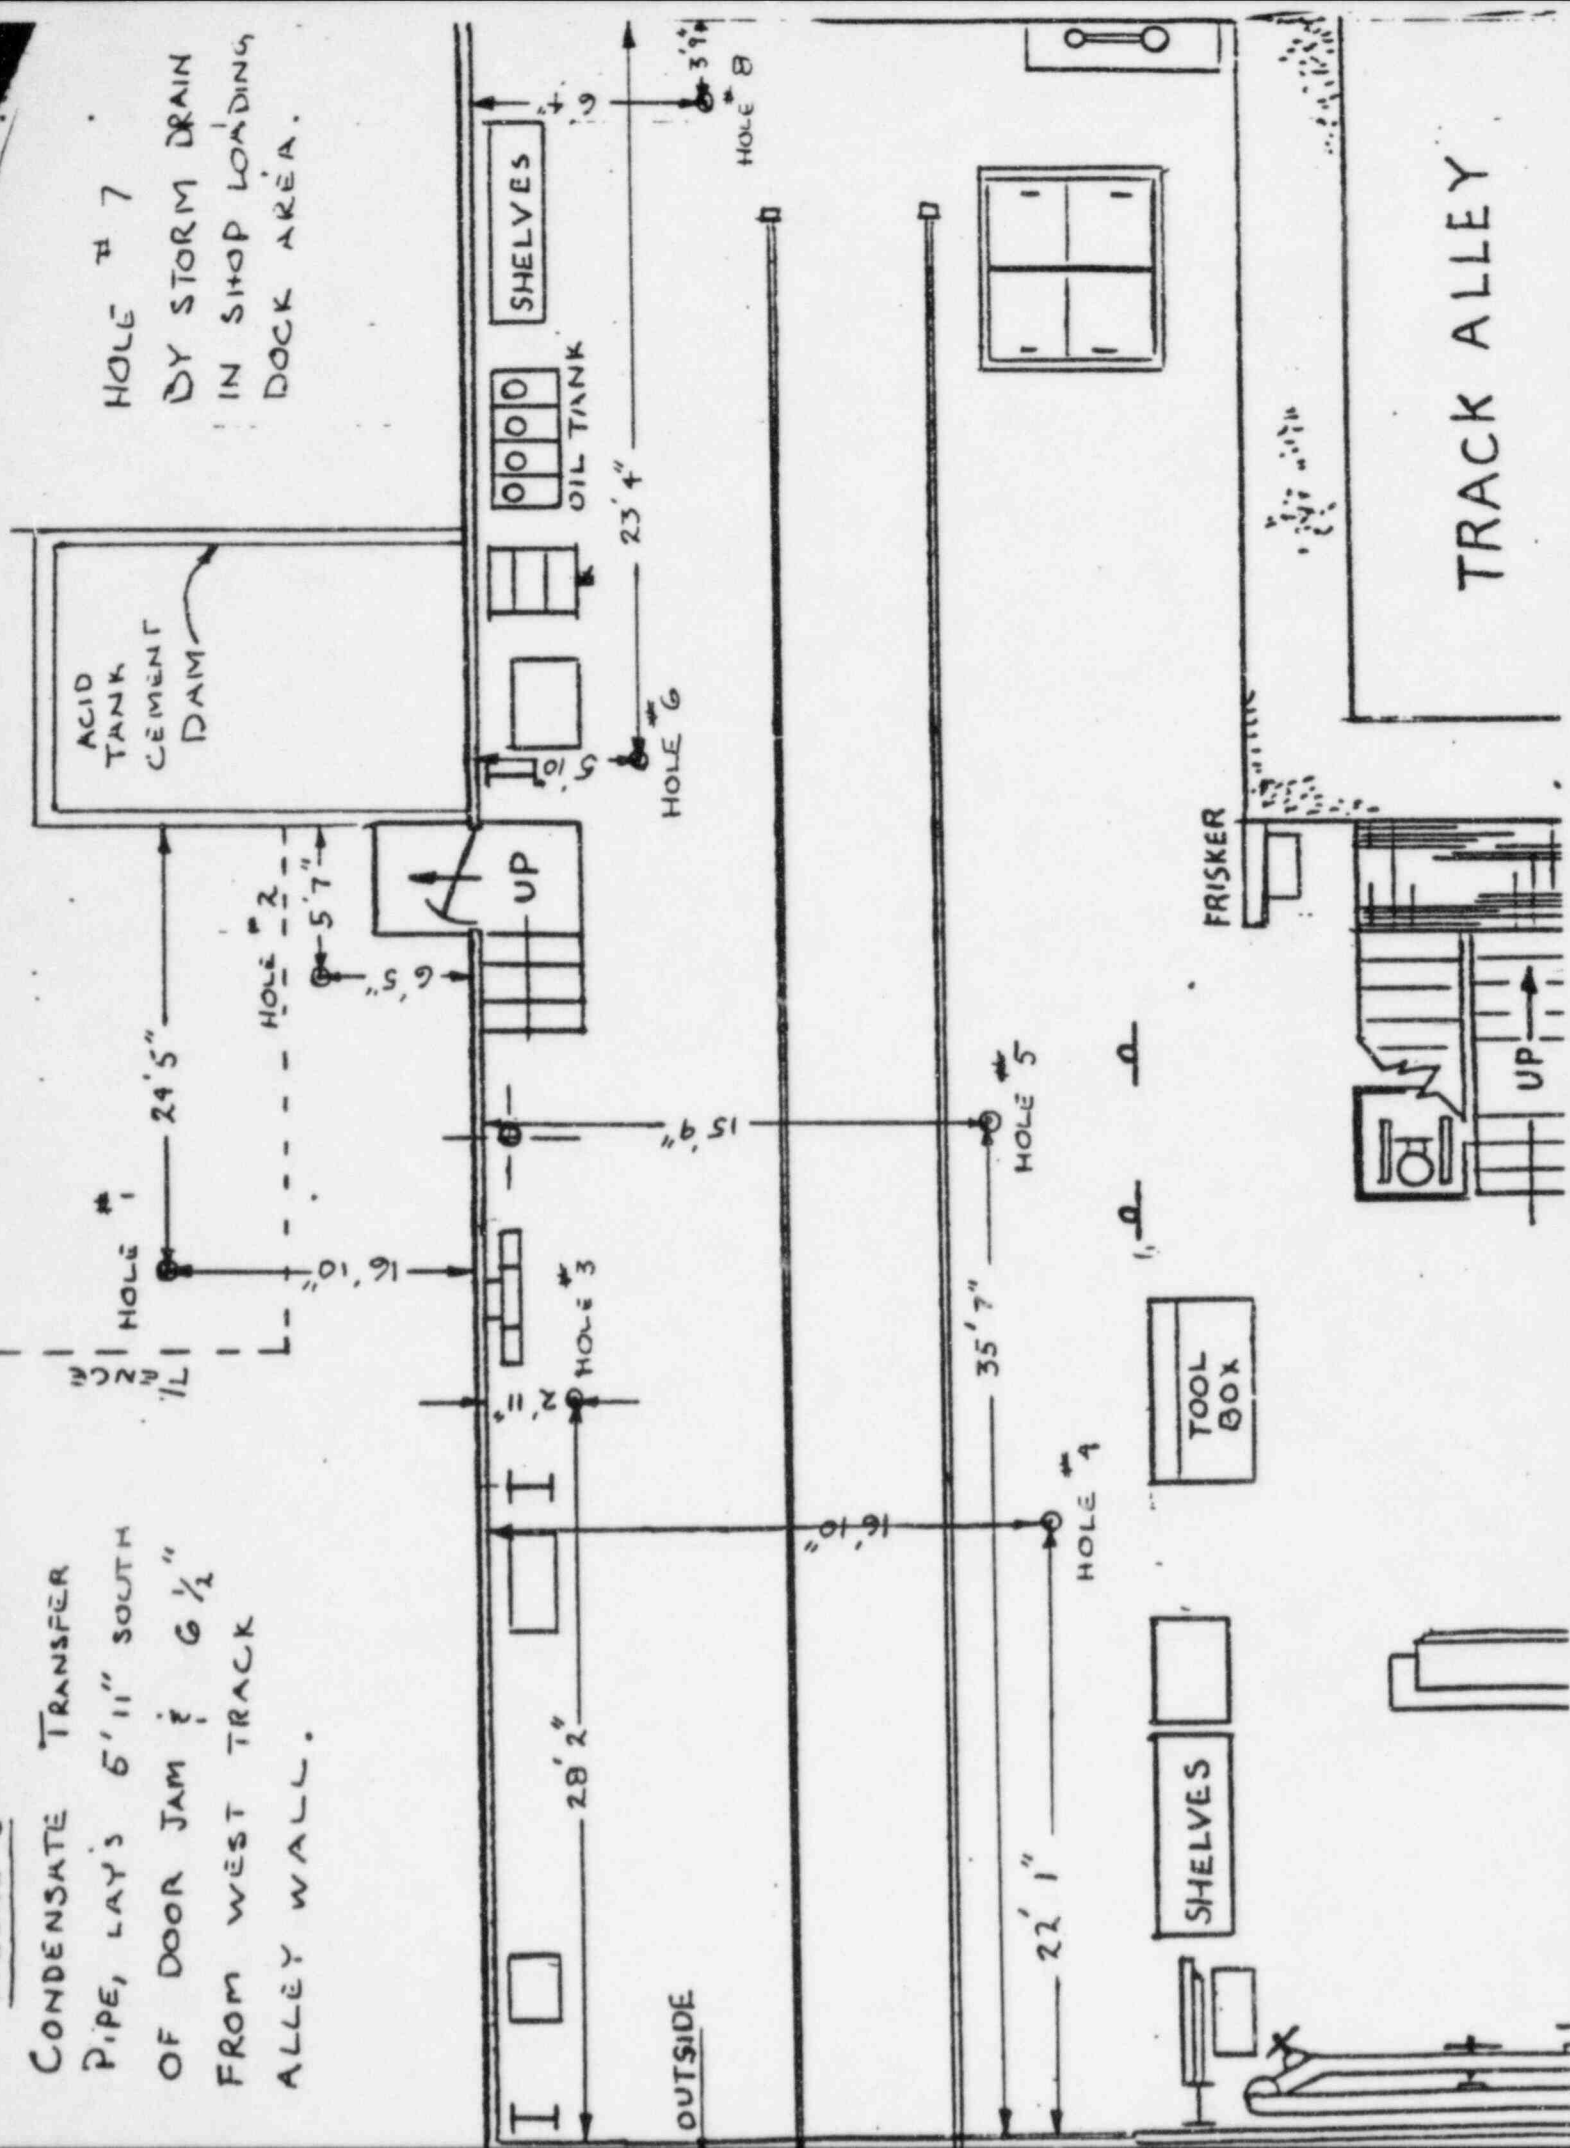 CONDENSATE TRANSFER
PIPE, LAY'S 6' 11" SOUTH
OF DOOR JAM & 6 1/2"
FROM WEST TRACK
ALLEY WALL.
HOLE # 7
BY STORM DRAIN
IN SHOP LOADING
DOCK AREA.
ACID
TANK
CEMENT
DAM
24' 5"
HOLE # 1
16' 10"
HOLE # 2
5' 7"
6' 5"
UP
SHELVES
OIL TANK
23' 4"
3' 9"
HOLE # 8
5' 10"
HOLE # 6
2' 11"
HOLE # 3
28' 2"
15' 9"
HOLE # 5
35' 7"
16' 10"
HOLE # 4
22' 1"
OUTSIDE
SHELVES
TOOL
BOX
FRISKER
UP
TRACK ALLEY